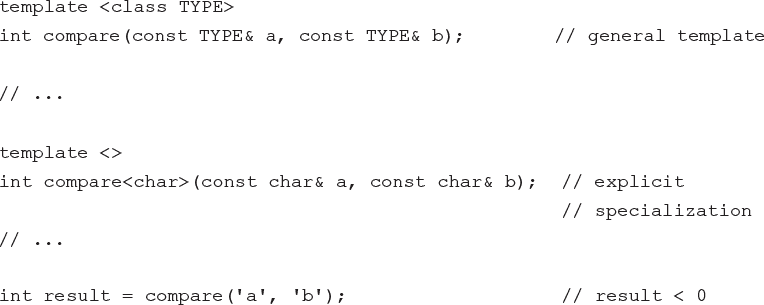 template <class TYPE>
int compare(const TYPE& a, const TYPE& b);        // general template
// ...
template <>
int compare<char>(const char& a, const char& b);  // explicit
                                                  // specialization
// ...
int result = compare('a', 'b');                   // result < 0